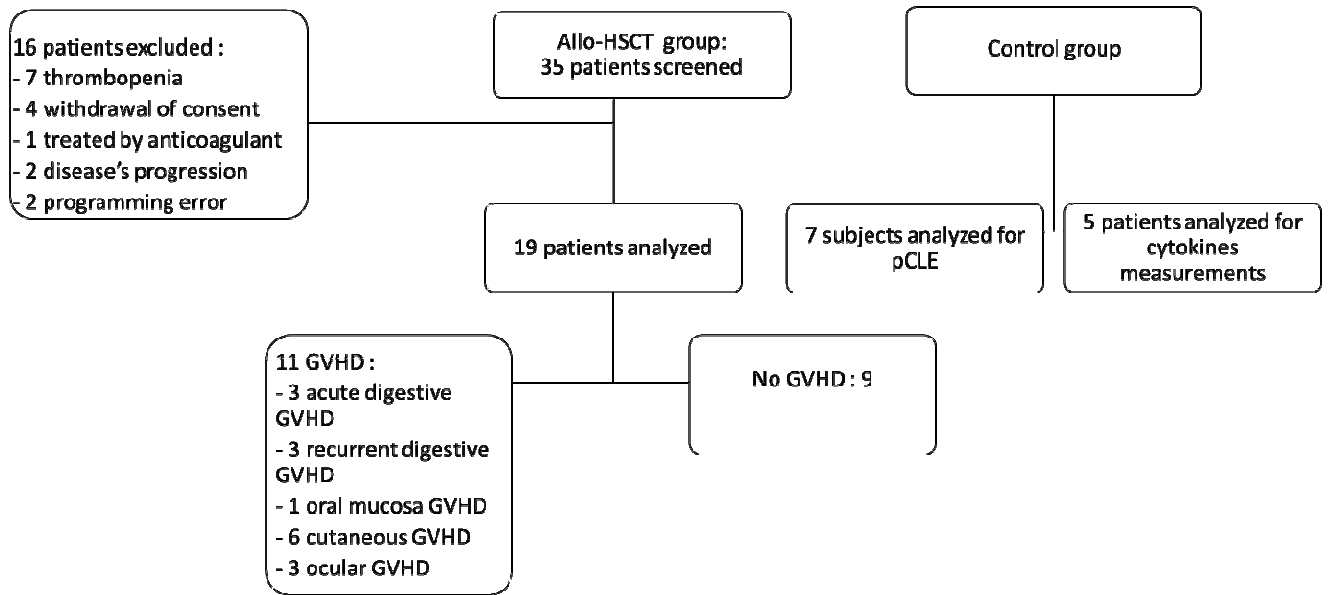 16 patients excluded :
- 7 thrombopenia
- 4 withdrawal of consent
- 1 treated by anticoagulant
- 2 disease's progression
- 2 programming error
Allo-HSCT group:
35 patients screened
Control group
19 patients analyzed
7 subjects analyzed for
pCLE
5 patients analyzed for
cytokines
measurements
11 GVHD :
- 3 acute digestive
GVHD
- 3 recurrent digestive
GVHD
- 1 oral mucosa GVHD
- 6 cutaneous GVHD
- 3 ocular GVHD
No GVHD : 9